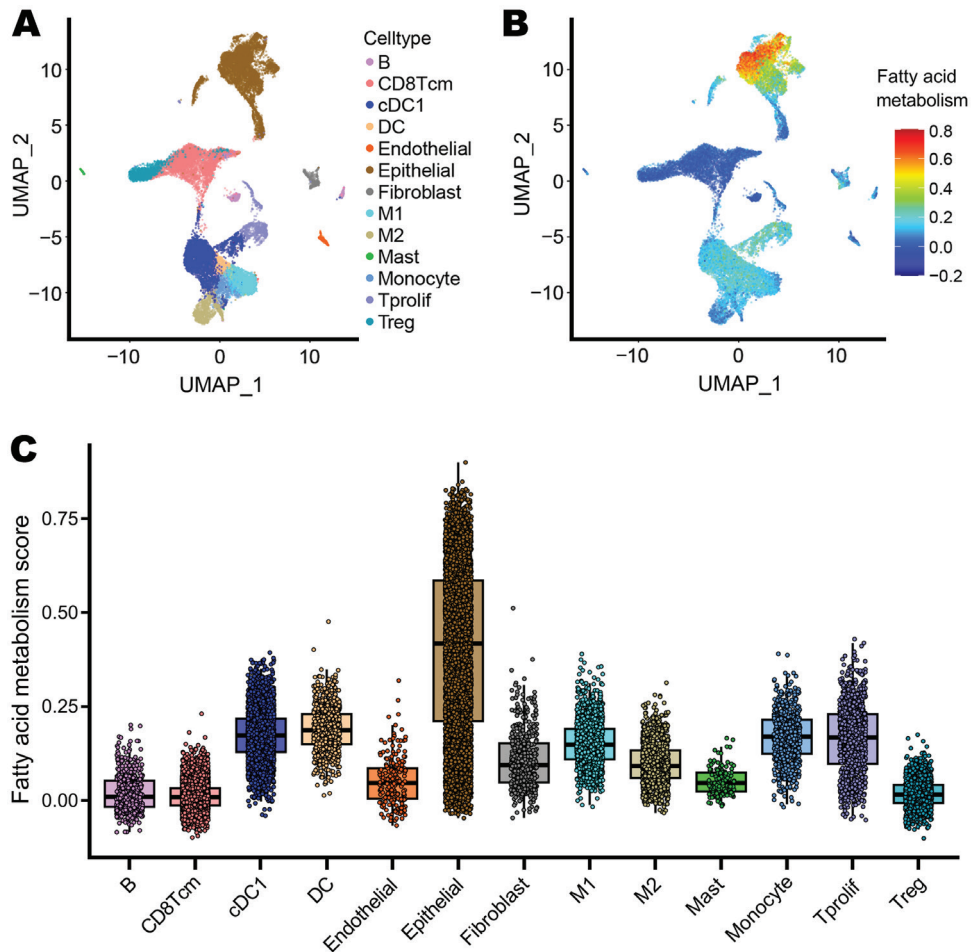 A
UMAP_2
10
5
0
−5
−10
−10
0
10
UMAP_1
Celltype
B
CD8Tcm
cDC1
DC
Endothelial
Epithelial
Fibroblast
M1
M2
Mast
Monocyte
Tprolif
Treg
B
UMAP_2
10
5
0
−5
−10
−10
0
10
UMAP_1
Fatty acid
metabolism
0.8
0.6
0.4
0.2
0.0
−0.2
C
Fatty acid metabolism score
0.75
0.50
0.25
0.00
B
CD8Tcm
cDC1
DC
Endothelial
Epithelial
Fibroblast
M1
M2
Mast
Monocyte
Tprolif
Treg